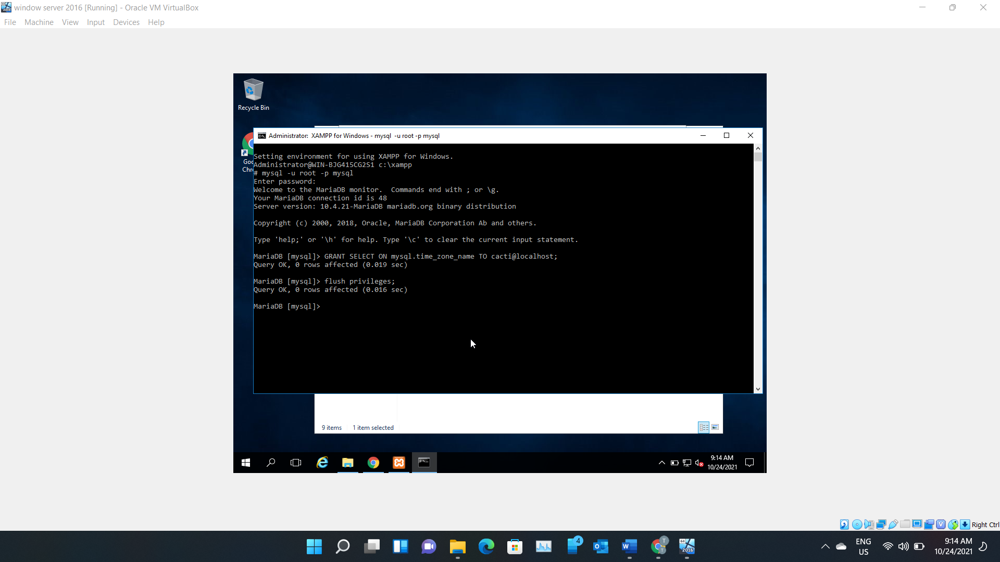 window server 2016 [Running] - Oracle VM VirtualBox
File Machine View Input Devices Help
Recycle Bin
Administrator: XAMPP for Windows - mysql -u root -p mysql
Setting environment for using XAMPP for Windows.
Administrator@WIN-BJG415CG2S1 c:\xampp
# mysql -u root -p mysql
Enter password:
Welcome to the MariaDB monitor. Commands end with ; or \g.
Your MariaDB connection id is 48
Server version: 10.4.21-MariaDB mariadb.org binary distribution
Copyright (c) 2000, 2018, Oracle, MariaDB Corporation Ab and others.
Type 'help;' or '\h' for help. Type '\c' to clear the current input statement.
MariaDB [mysql]> GRANT SELECT ON mysql.time_zone_name TO cacti@localhost;
Query OK, 0 rows affected (0.019 sec)
MariaDB [mysql]> flush privileges;
Query OK, 0 rows affected (0.016 sec)
MariaDB [mysql]>
Goo
Chr
9 items 1 item selected
9:14 AM
10/24/2021
Right Ctrl
4
64
2016
ENG
US
9:14 AM
10/24/2021